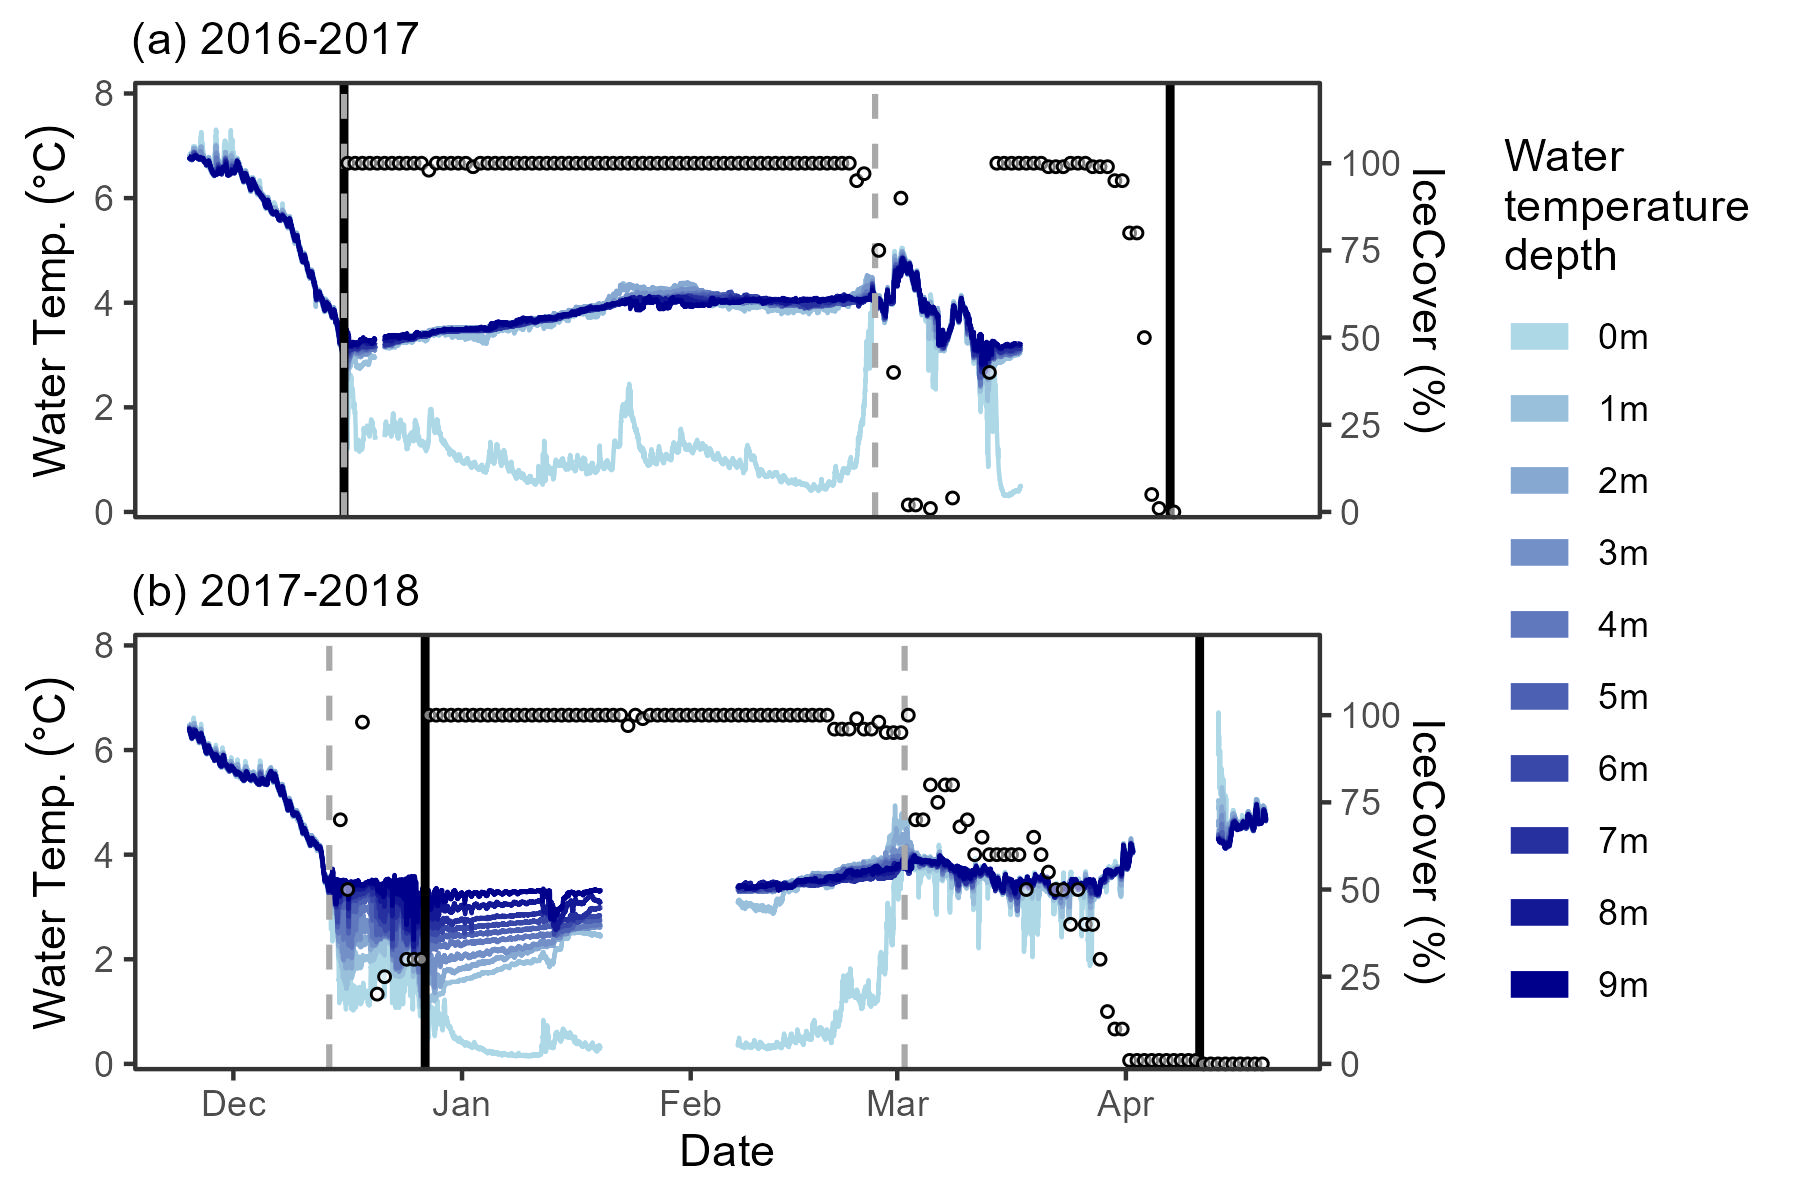 (a) 2016-2017
Water Temp. (°C)
8
6
4
2
0
100
75
50
25
0
IceCover (%)
(b) 2017-2018
Water Temp. (°C)
8
6
4
2
0
100
75
50
25
0
IceCover (%)
Dec Jan Feb Mar Apr
Date
Water
temperature
depth
0m
1m
2m
3m
4m
5m
6m
7m
8m
9m